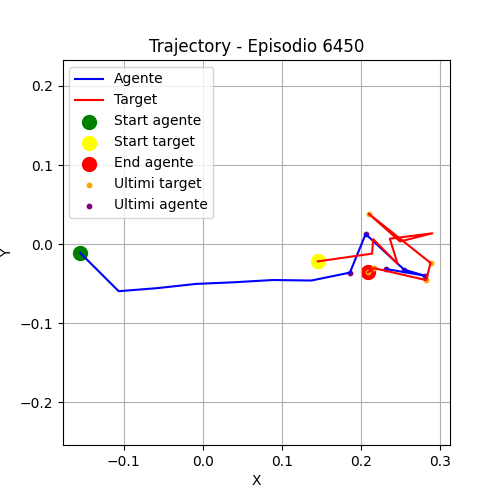 Trajectory - Episodio 6450
Agente
Target
Start agente
Start target
End agente
Ultimi target
Ultimi agente
0.2
0.1
0.0
−0.1
−0.2
Y
−0.1 0.0 0.1 0.2 0.3
X